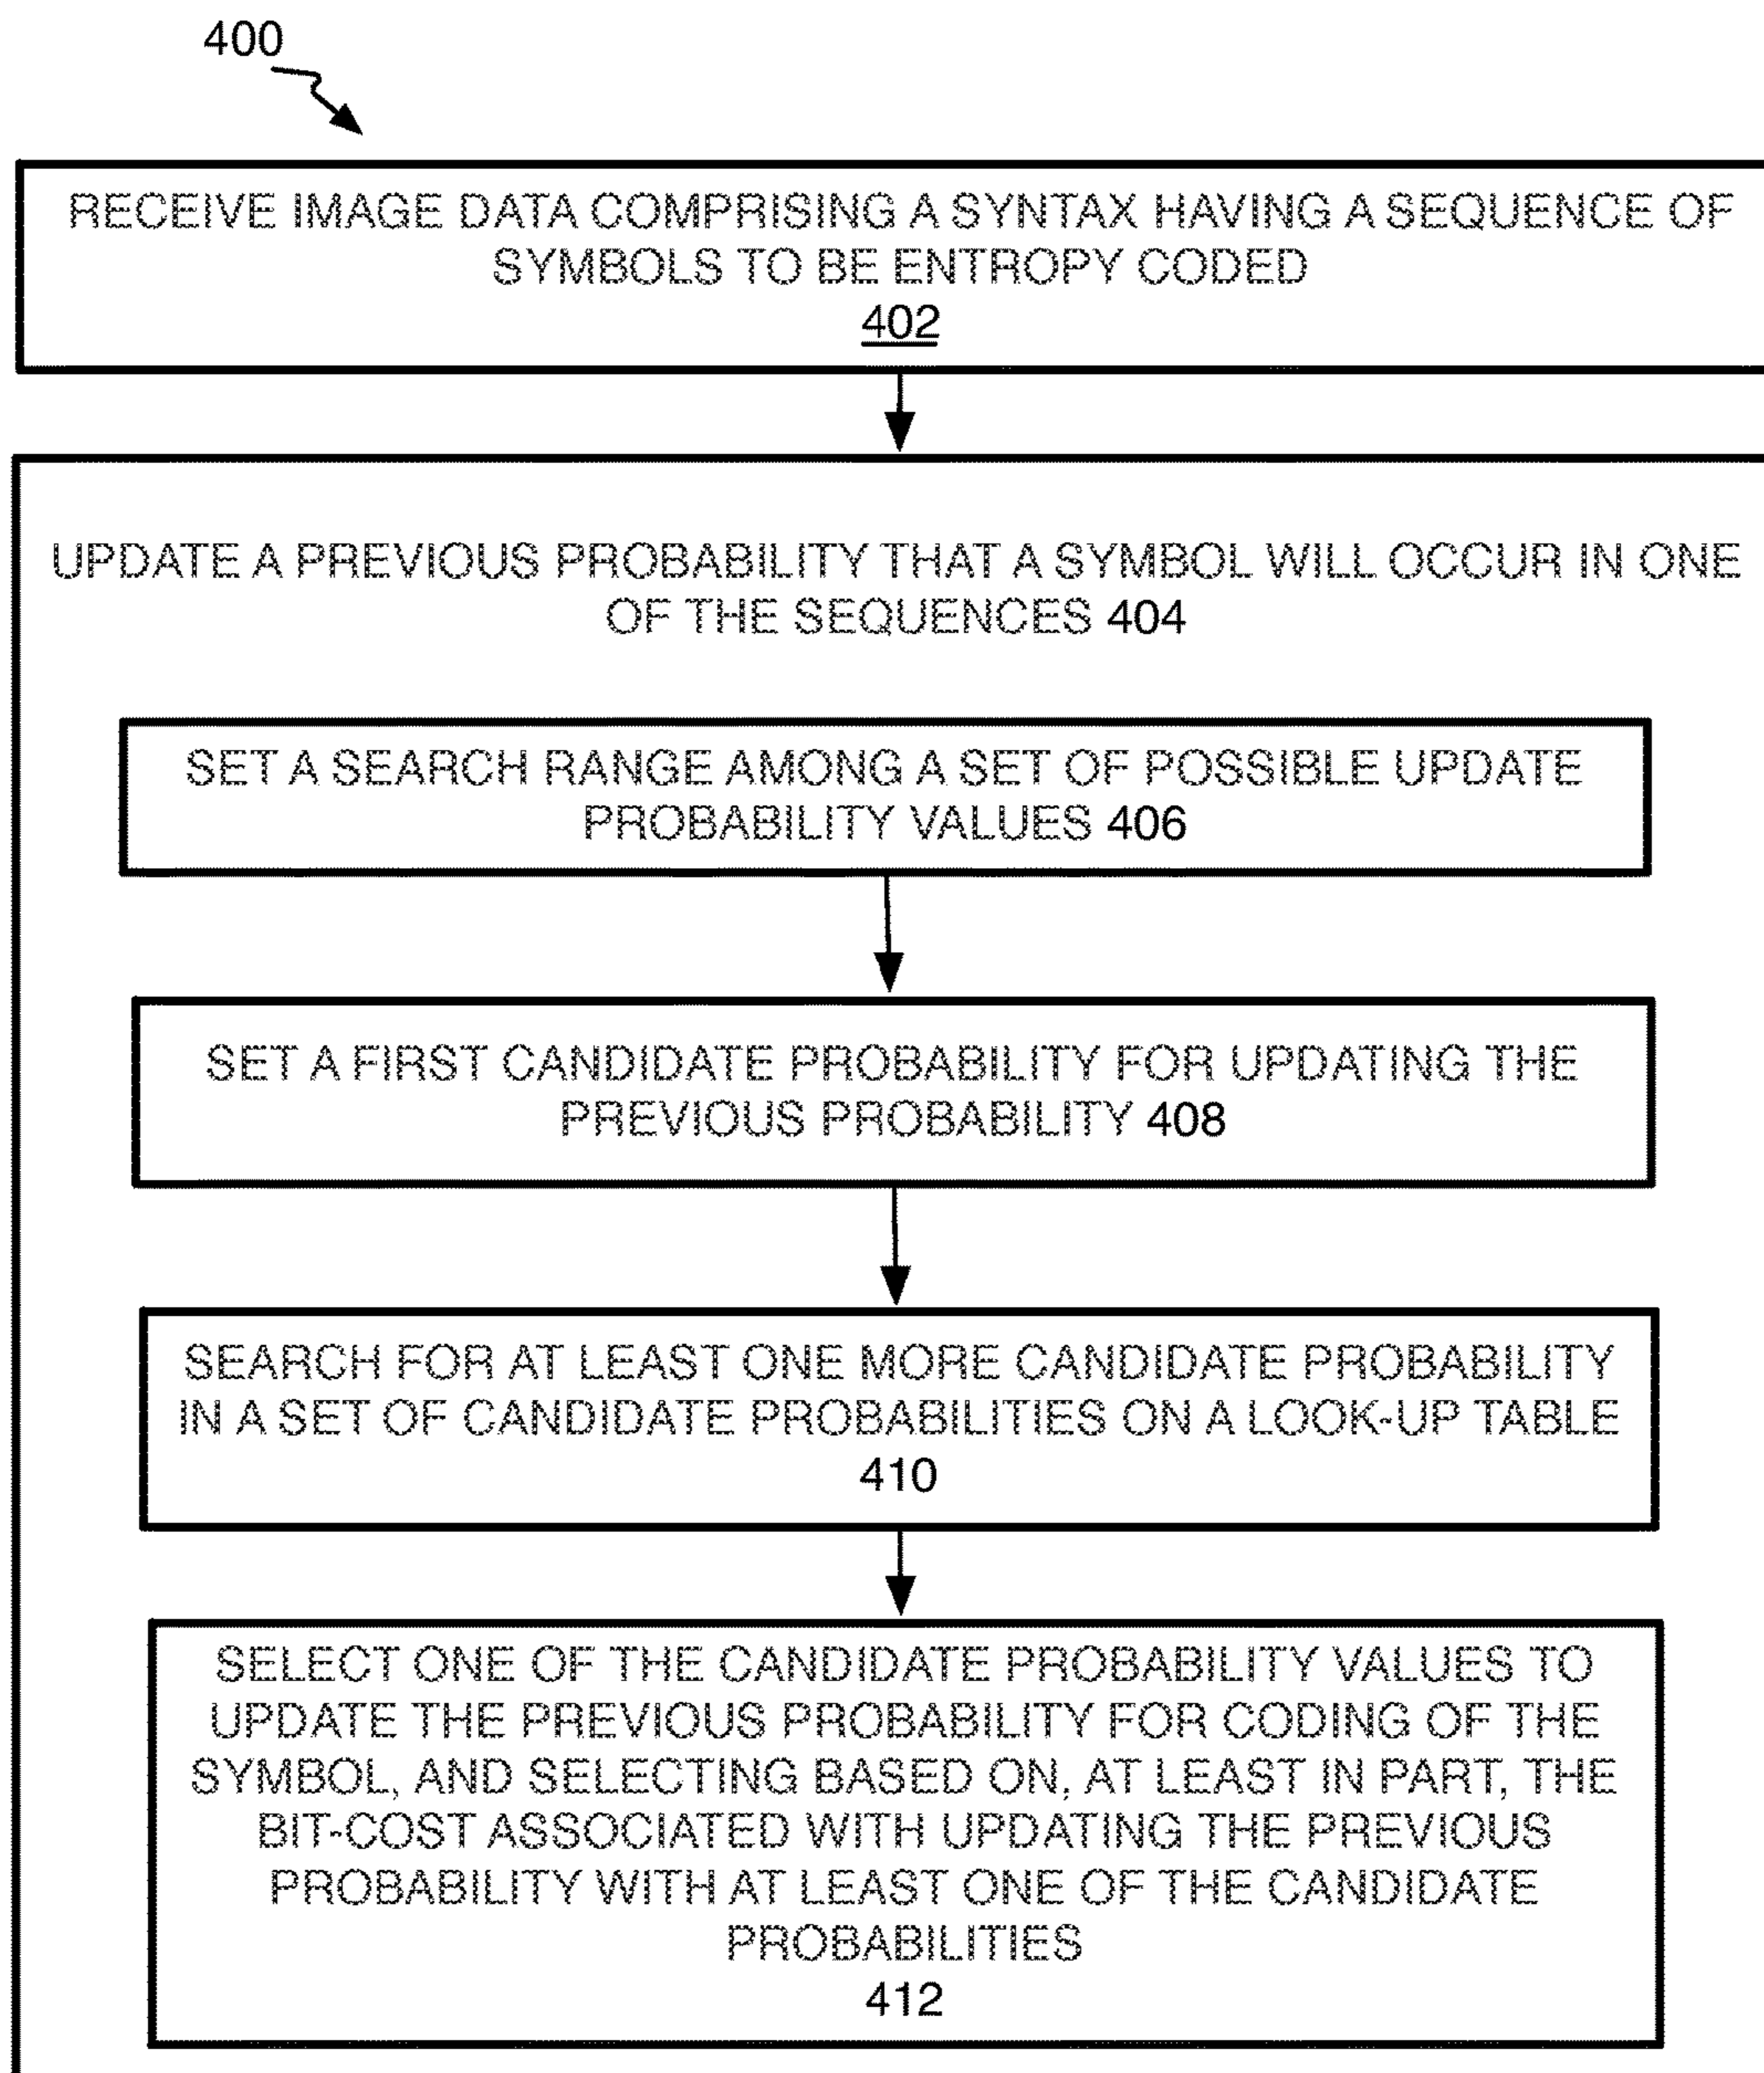 400
RECEIVE IMAGE DATA COMPRISING A SYNTAX HAVING A SEQUENCE OF
SYMBOLS TO BE ENTROPY CODED
402
UPDATE A PREVIOUS PROBABILITY THAT A SYMBOL WILL OCCUR IN ONE
OF THE SEQUENCES 404
SET A SEARCH RANGE AMONG A SET OF POSSIBLE UPDATE
PROBABILITY VALUES 406
SET A FIRST CANDIDATE PROBABILITY FOR UPDATING THE
PREVIOUS PROBABILITY 408
SEARCH FOR AT LEAST ONE MORE CANDIDATE PROBABILITY
IN A SET OF CANDIDATE PROBABILITIES ON A LOOK-UP TABLE
410
SELECT ONE OF THE CANDIDATE PROBABILITY VALUES TO
UPDATE THE PREVIOUS PROBABILITY FOR CODING OF THE
SYMBOL, AND SELECTING BASED ON, AT LEAST IN PART, THE
BIT-COST ASSOCIATED WITH UPDATING THE PREVIOUS
PROBABILITY WITH AT LEAST ONE OF THE CANDIDATE
PROBABILITIES
412